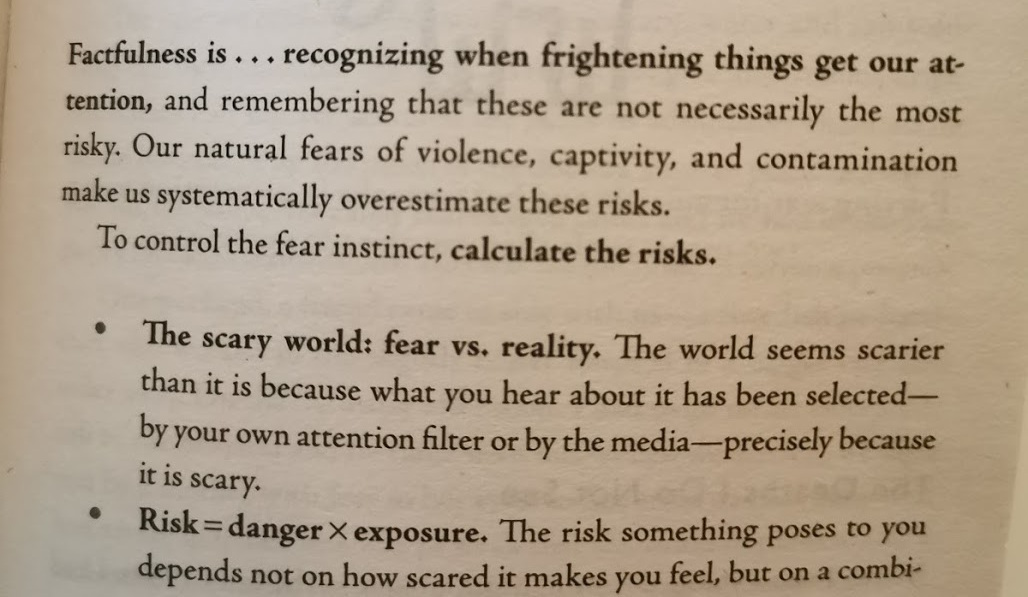 Factfulness is . . . recognizing when frightening things get our at-
tention, and remembering that these are not necessarily the most
risky. Our natural fears of violence, captivity, and contamination
make us systematically overestimate these risks.
To control the fear instinct, calculate the risks.
• The scary world: fear vs. reality. The world seems scarier
than it is because what you hear about it has been selected—
by your own attention filter or by the media—precisely because
it is scary.
• Risk = danger × exposure. The risk something poses to you
depends not on how scared it makes you feel, but on a combi-